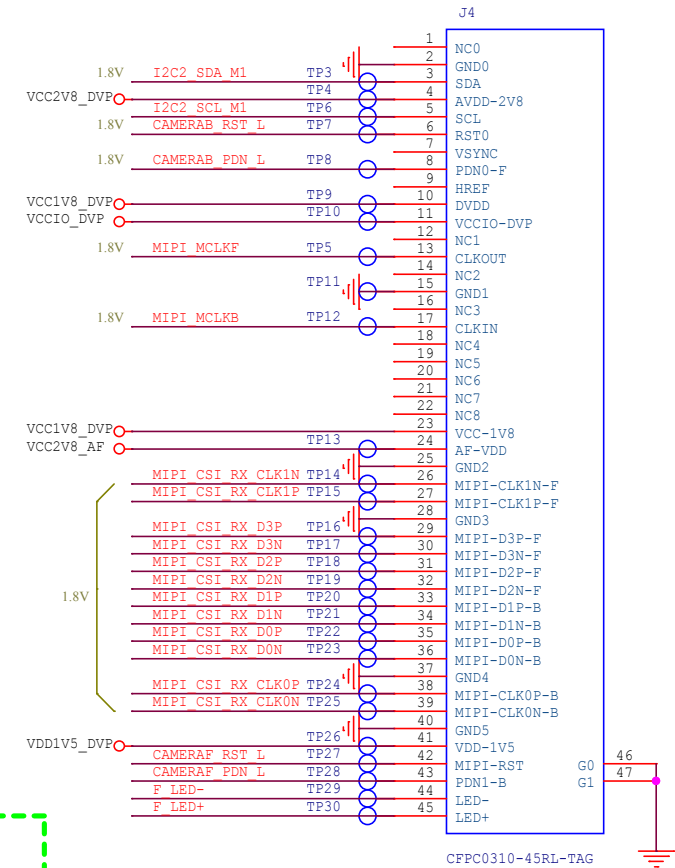 J4
1 NC0
2 GND0
1.8V I2C2_SDA_M1 TP3 3 SDA
VCC2V8_DVP TP4 4 AVDD-2V8
I2C2_SCL_M1 TP6 5 SCL
1.8V CAMERAB_RST_L TP7 6 RST0
7 VSYNC
1.8V CAMERAB_PDN_L TP8 8 PDN0-F
9 HREF
VCC1V8_DVP TP9 10 DVDD
VCCIO_DVP TP10 11 VCCIO-DVP
12 NC1
1.8V MIPI_MCLKF TP5 13 CLKOUT
14 NC2
TP11 15 GND1
16 NC3
1.8V MIPI_MCLKB TP12 17 CLKIN
18 NC4
19 NC5
20 NC6
21 NC7
22 NC8
VCC1V8_DVP 23 VCC-1V8
VCC2V8_AF TP13 24 AF-VDD
25 GND2
MIPI_CSI_RX_CLK1N TP14 26 MIPI-CLK1N-F
MIPI_CSI_RX_CLK1P TP15 27 MIPI-CLK1P-F
28 GND3
MIPI_CSI_RX_D3P TP16 29 MIPI-D3P-F
MIPI_CSI_RX_D3N TP17 30 MIPI-D3N-F
MIPI_CSI_RX_D2P TP18 31 MIPI-D2P-F
MIPI_CSI_RX_D2N TP19 32 MIPI-D2N-F
1.8V MIPI_CSI_RX_D1P TP20 33 MIPI-D1P-B
MIPI_CSI_RX_D1N TP21 34 MIPI-D1N-B
MIPI_CSI_RX_D0P TP22 35 MIPI-D0P-B
MIPI_CSI_RX_D0N TP23 36 MIPI-D0N-B
37 GND4
MIPI_CSI_RX_CLK0P TP24 38 MIPI-CLK0P-B
MIPI_CSI_RX_CLK0N TP25 39 MIPI-CLK0N-B
40 GND5
VDD1V5_DVP TP26 41 VDD-1V5
CAMERAF_RST_L TP27 42 MIPI-RST G0 46
CAMERAF_PDN_L TP28 43 PDN1-B G1 47
F_LED- TP29 44 LED-
F_LED+ TP30 45 LED+
CFPC0310-45RL-TAG